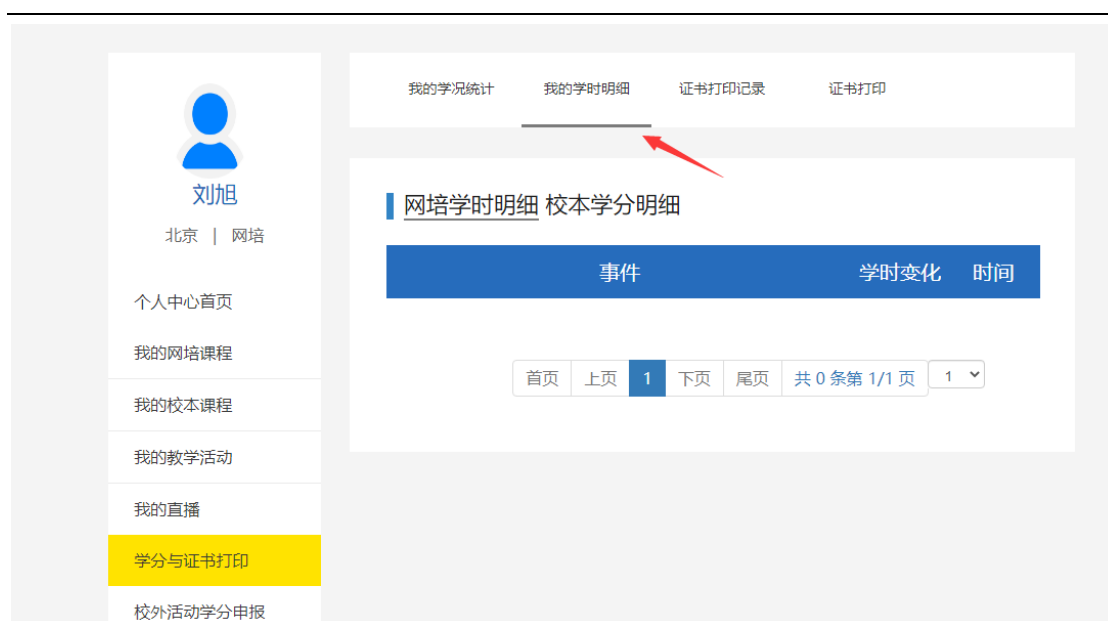 我的学况统计 我的学时明细 证书打印记录 证书打印
刘旭
北京 | 网培
个人中心首页
我的网培课程
我的校本课程
我的教学活动
我的直播
学分与证书打印
校外活动学分申报
网培学时明细 校本学分明细
事件 学时变化 时间
首页 上页 1 下页 尾页 共 0 条第 1/1 页 1